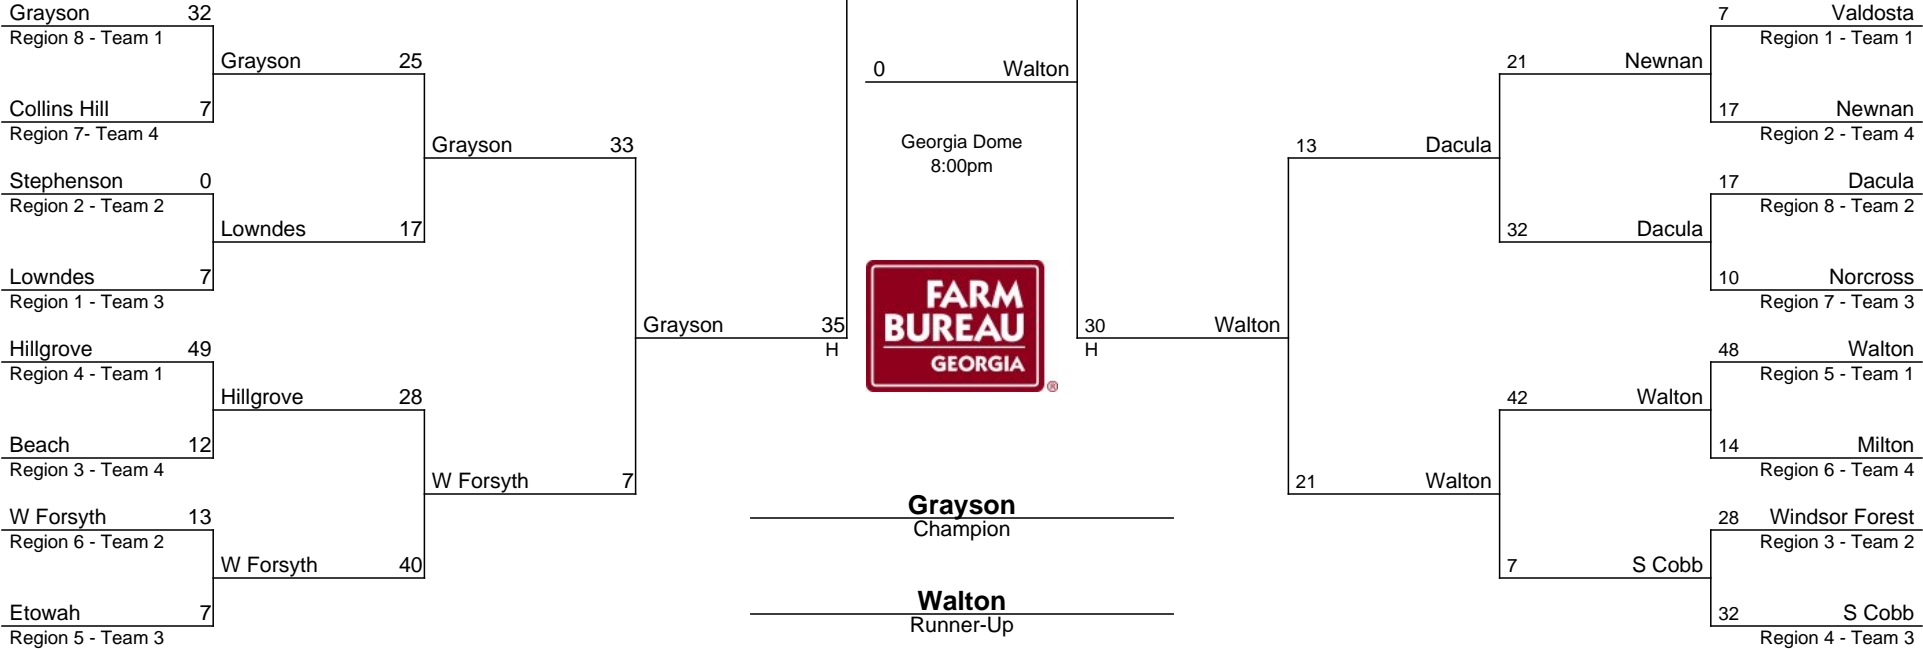 Grayson 32
Region 8 - Team 1
Grayson 25
Collins Hill 7
Region 7- Team 4
Grayson 33
Stephenson 0
Region 2 - Team 2
Lowndes 17
Lowndes 7
Region 1 - Team 3
Grayson 35
H
Hillgrove 49
Region 4 - Team 1
Hillgrove 28
Beach 12
Region 3 - Team 4
W Forsyth 7
W Forsyth 13
Region 6 - Team 2
W Forsyth 40
Etowah 7
Region 5 - Team 3
0 Walton
Georgia Dome
8:00pm
FARM
BUREAU
GEORGIA
®
Grayson
Champion
Walton
Runner-Up
7 Valdosta
Region 1 - Team 1
21 Newnan
17 Newnan
Region 2 - Team 4
13 Dacula
17 Dacula
Region 8 - Team 2
32 Dacula
10 Norcross
Region 7 - Team 3
30 Walton
H
48 Walton
Region 5 - Team 1
42 Walton
14 Milton
Region 6 - Team 4
21 Walton
28 Windsor Forest
Region 3 - Team 2
7 S Cobb
32 S Cobb
Region 4 - Team 3